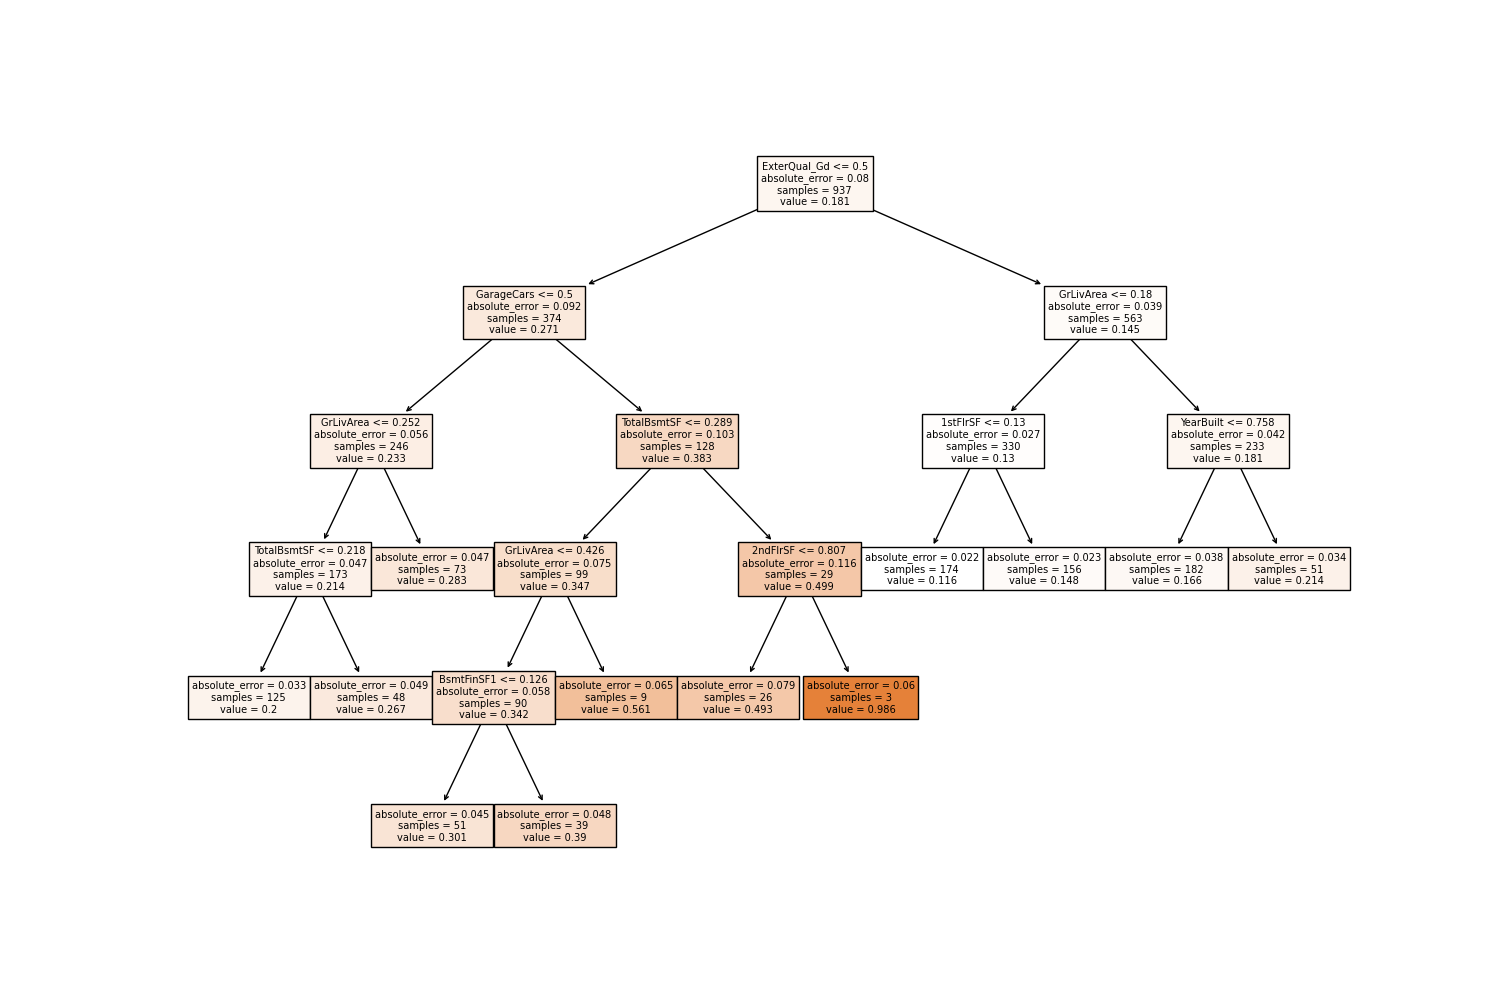 ExterQual_Gd <= 0.5
absolute_error = 0.08
samples = 937
value = 0.181
GarageCars <= 0.5
absolute_error = 0.092
samples = 374
value = 0.271
GrLivArea <= 0.18
absolute_error = 0.039
samples = 563
value = 0.145
GrLivArea <= 0.252
absolute_error = 0.056
samples = 246
value = 0.233
TotalBsmtSF <= 0.289
absolute_error = 0.103
samples = 128
value = 0.383
1stFlrSF <= 0.13
absolute_error = 0.027
samples = 330
value = 0.13
YearBuilt <= 0.758
absolute_error = 0.042
samples = 233
value = 0.181
TotalBsmtSF <= 0.218
absolute_error = 0.047
samples = 173
value = 0.214
absolute_error = 0.047
samples = 73
value = 0.283
GrLivArea <= 0.426
absolute_error = 0.075
samples = 99
value = 0.347
2ndFlrSF <= 0.807
absolute_error = 0.116
samples = 29
value = 0.499
absolute_error = 0.022
samples = 174
value = 0.116
absolute_error = 0.023
samples = 156
value = 0.148
absolute_error = 0.038
samples = 182
value = 0.166
absolute_error = 0.034
samples = 51
value = 0.214
absolute_error = 0.033
samples = 125
value = 0.2
absolute_error = 0.049
samples = 48
value = 0.267
BsmtFinSF1 <= 0.126
absolute_error = 0.058
samples = 90
value = 0.342
absolute_error = 0.065
samples = 9
value = 0.561
absolute_error = 0.079
samples = 26
value = 0.493
absolute_error = 0.06
samples = 3
value = 0.986
absolute_error = 0.045
samples = 51
value = 0.301
absolute_error = 0.048
samples = 39
value = 0.39